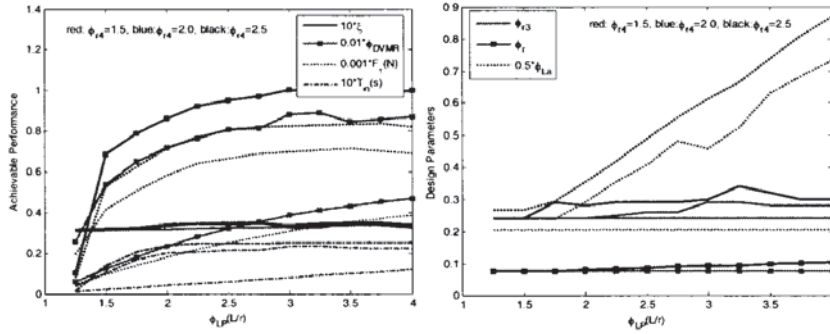 red: ϕr4=1.5, blue:ϕr4=2.0, black:ϕr4=2.5
10*ξ
0.01*ϕDVMR
0.001*Fτ(N)
(s)
Achievable Performance
1.4
1.2
1
0.8
0.6
0.4
0.2
0
1
1.5
2
2.5
3
3.5
4
ϕLP(L/r)
red: ϕr4=1.5, blue:ϕr4=2.0, black:ϕr4=2.5
ϕr3
ϕr
0.5*ϕLa
Design Parameters
0.9
0.8
0.7
0.6
0.5
0.4
0.3
0.2
0.1
0
1
1.5
2
2.5
3
3.5
4
ϕLP(L/r)